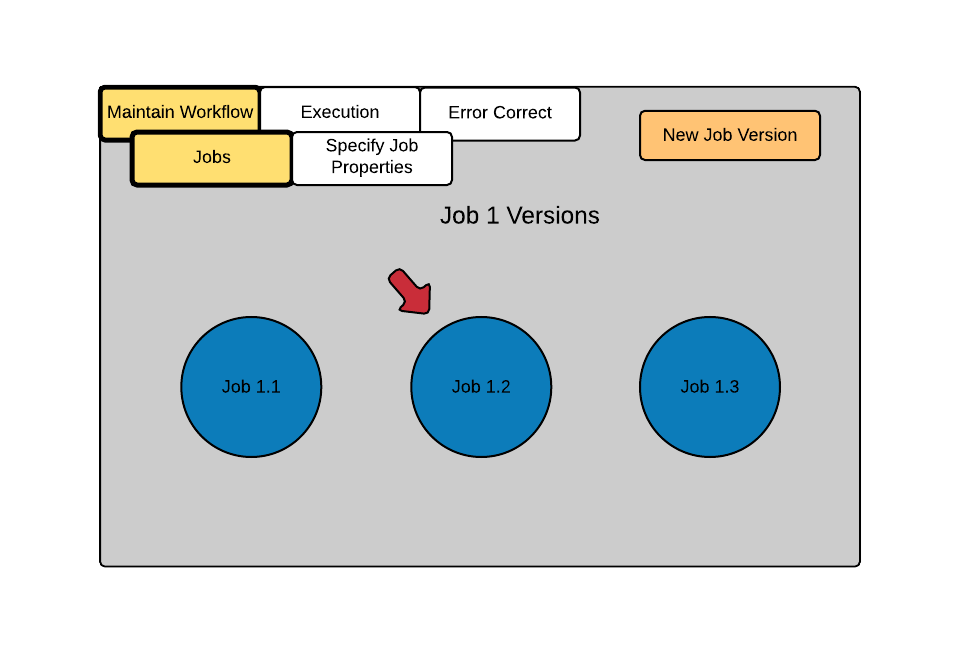 Maintain Workflow
Execution
Error Correct
New Job Version
Jobs
Specify Job
Properties
Job 1 Versions
Job 1.1
Job 1.2
Job 1.3